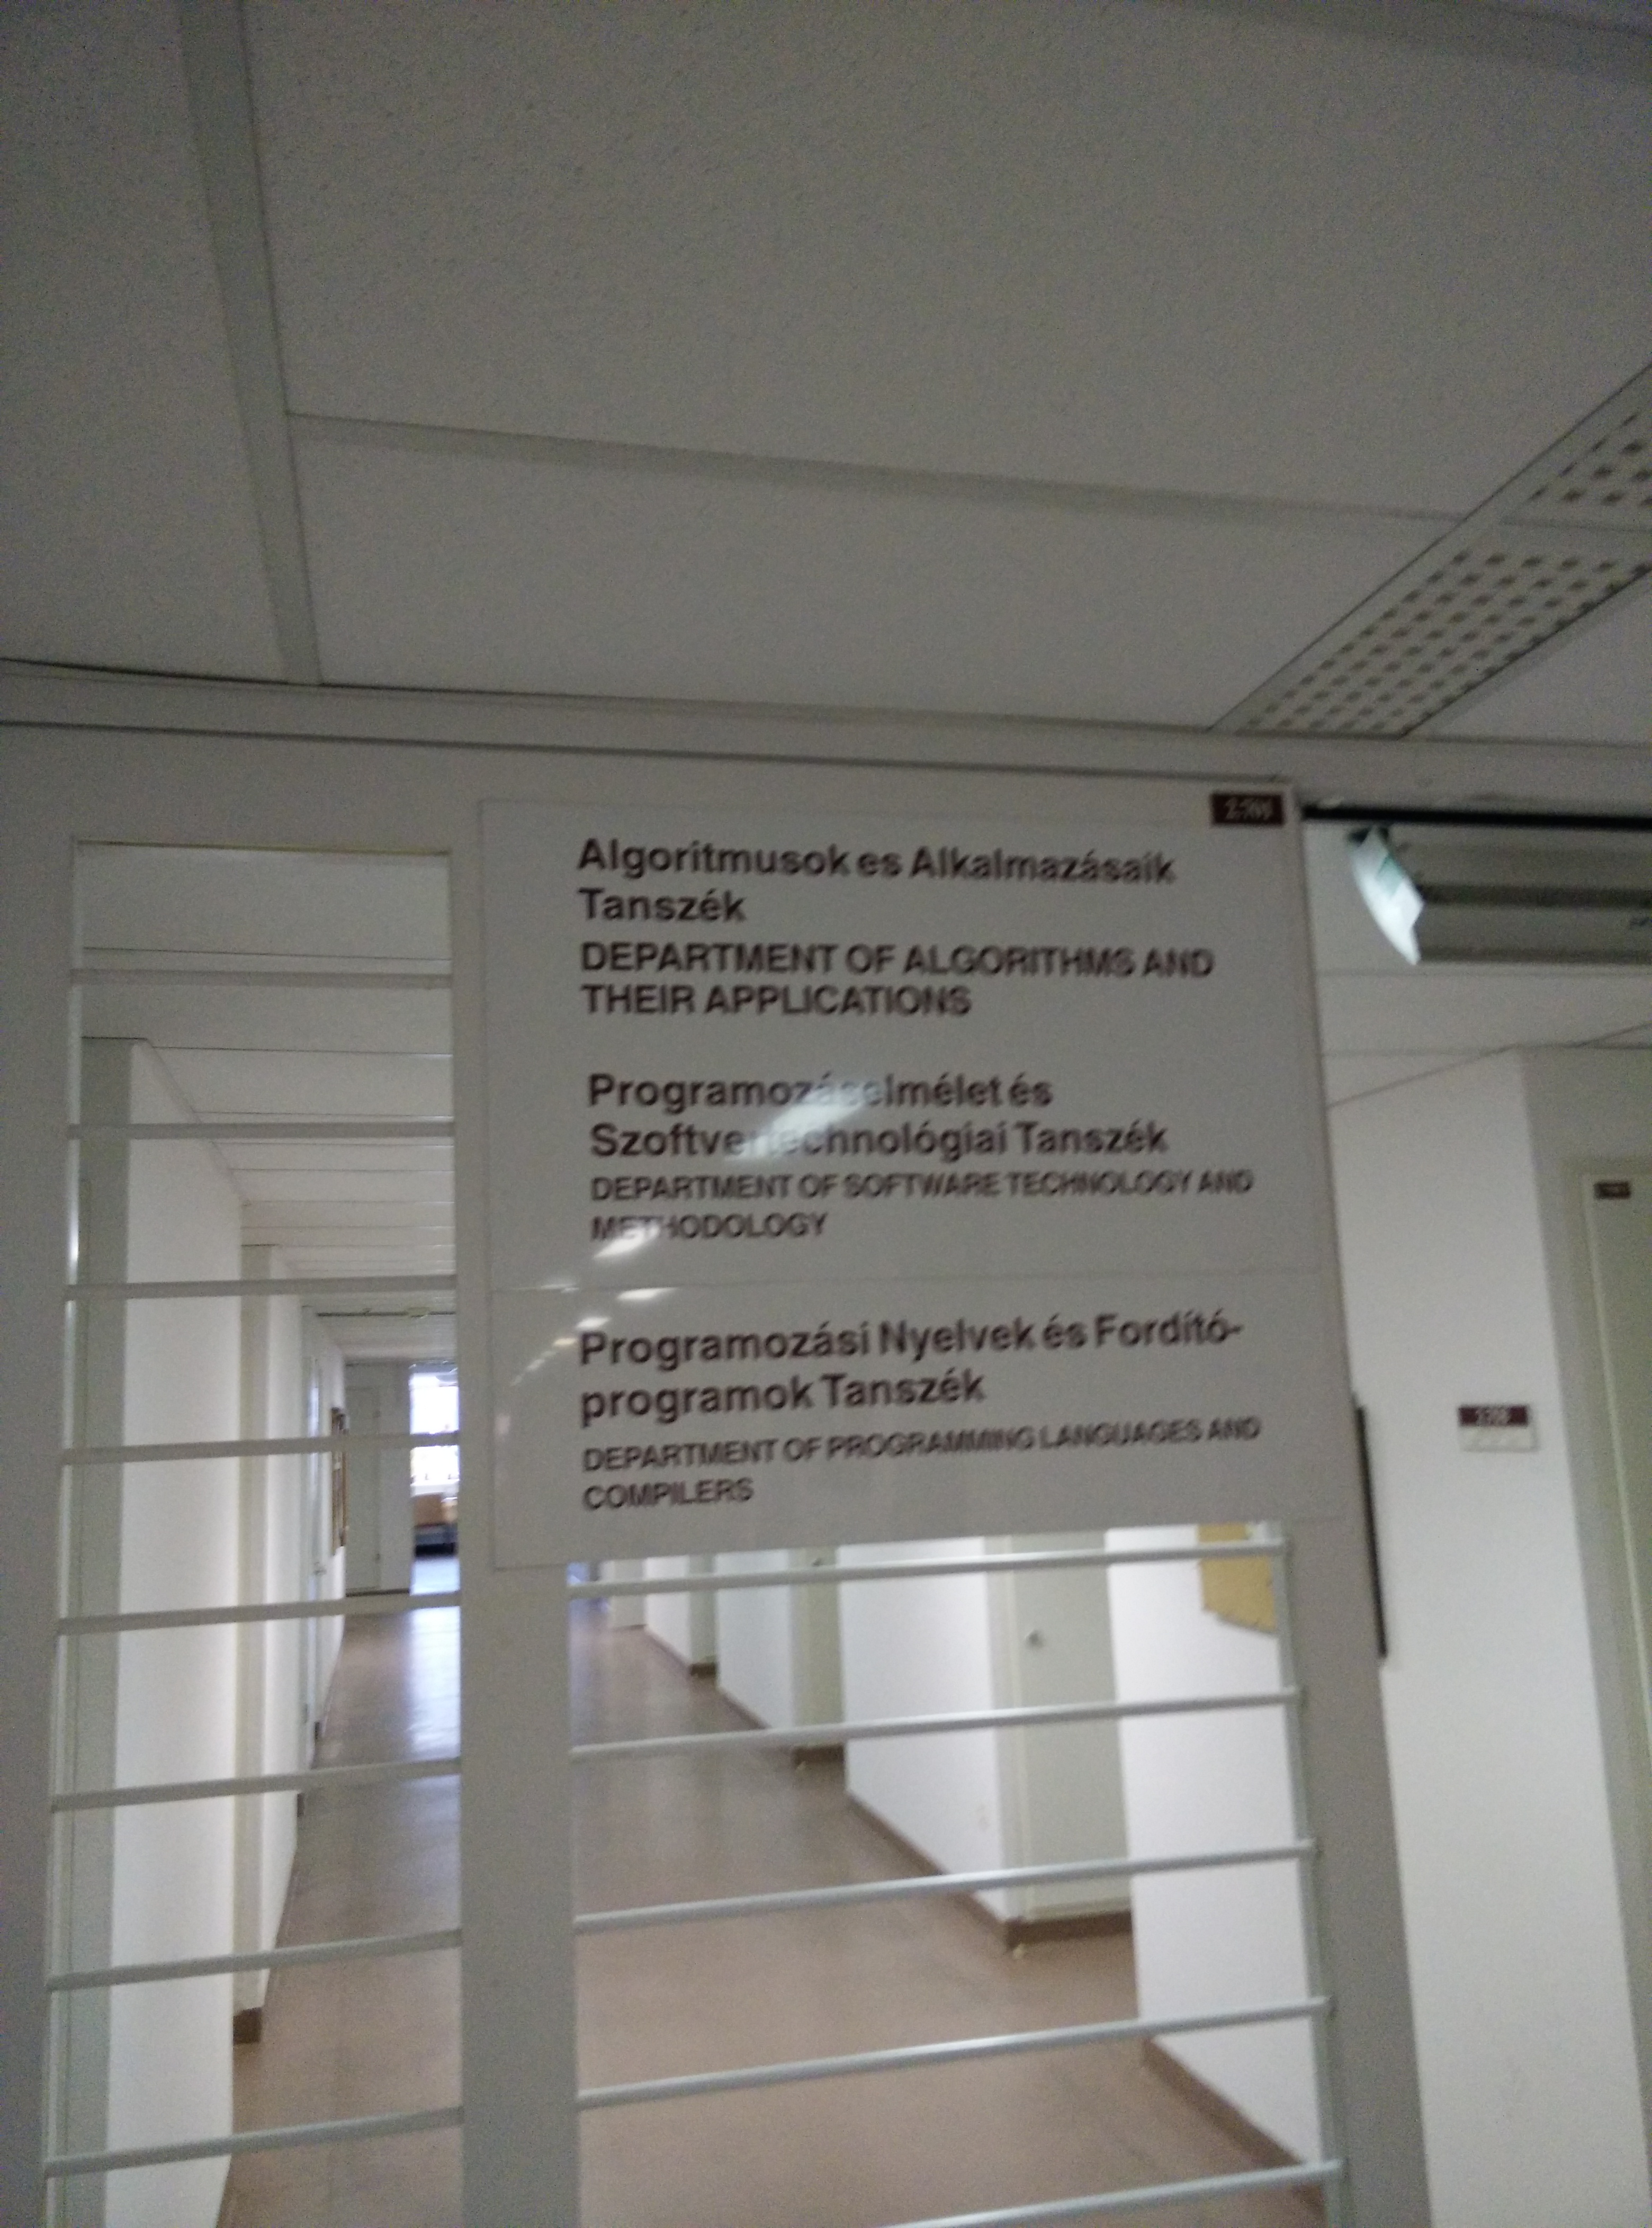 Algoritmusok es Alkalmazásaik
Tanszék
DEPARTMENT OF ALGORITHMS AND
THEIR APPLICATIONS
Programozáselmélet és
Szoftvertechnológiai Tanszék
DEPARTMENT OF SOFTWARE TECHNOLOGY AND
METHODOLOGY
Programozási Nyelvek és Fordító-
programok Tanszék
DEPARTMENT OF PROGRAMMING LANGUAGES AND
COMPILERS